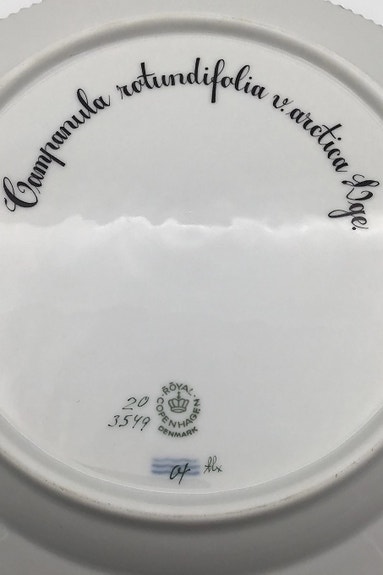 Campanula rotundifolia v. arctica Lge.
20
3549
ROYAL
COPENHAGEN
DENMARK